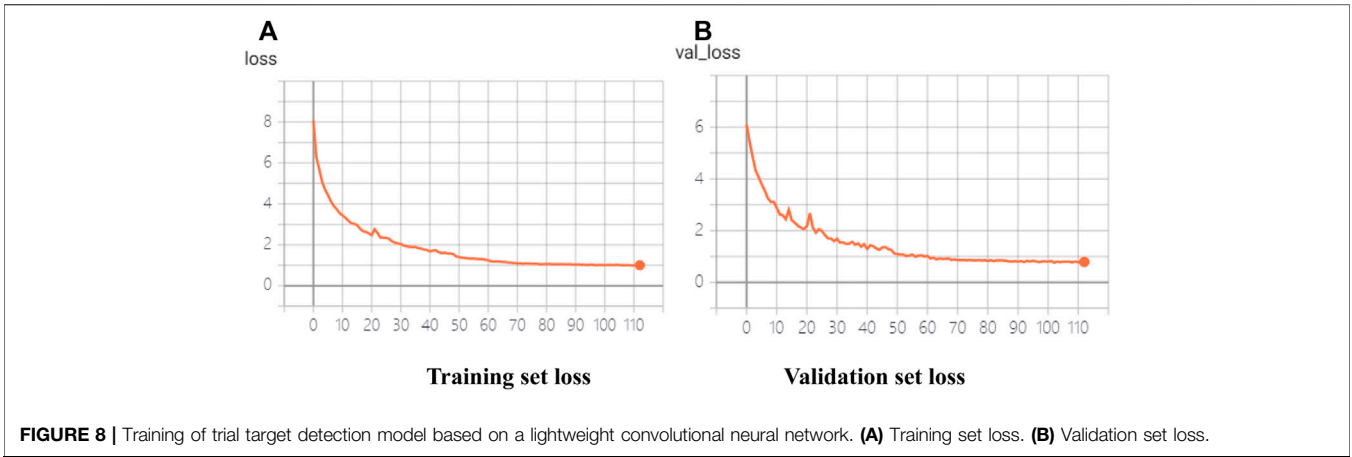 A
loss
8
6
4
2
0
0 10 20 30 40 50 60 70 80 90 100 110
Training set loss
B
val_loss
6
4
2
0
0 10 20 30 40 50 60 70 80 90 100 110
Validation set loss
FIGURE 8 | Training of trial target detection model based on a lightweight convolutional neural network. (A) Training set loss. (B) Validation set loss.